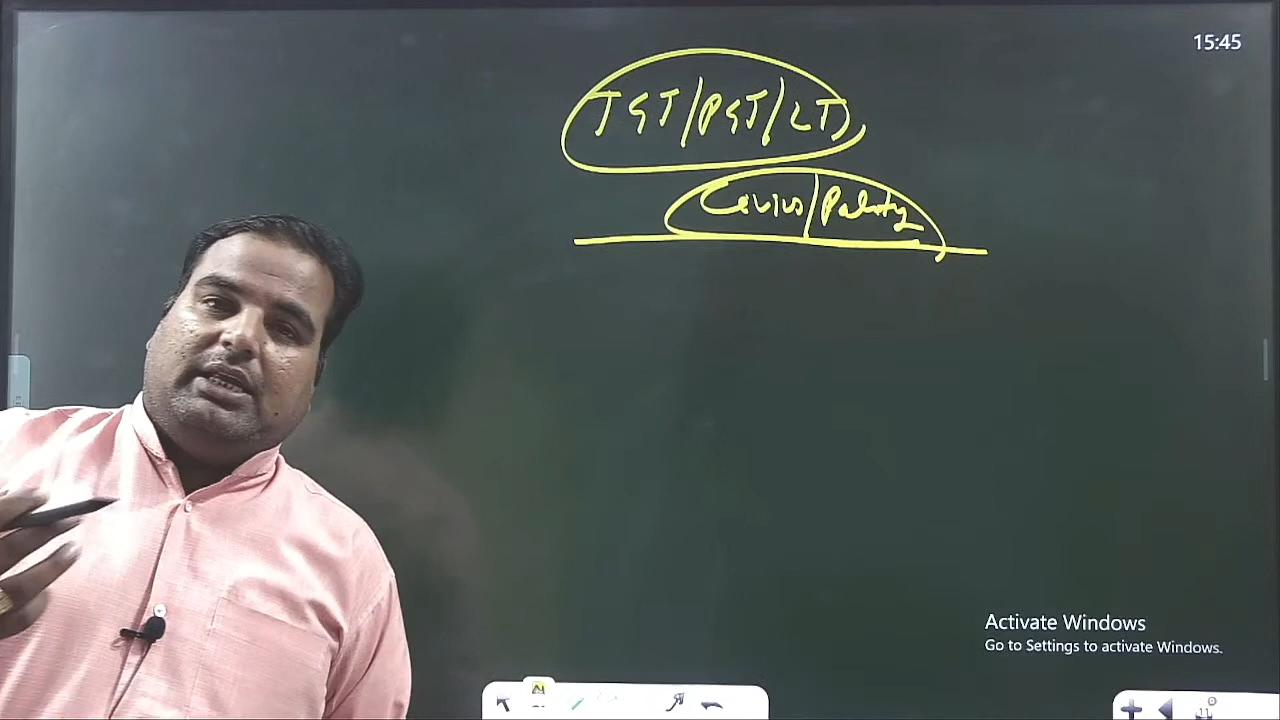 15:45
TGT/PGT/LT
Civics/Polity
Activate Windows
Go to Settings to activate Windows.